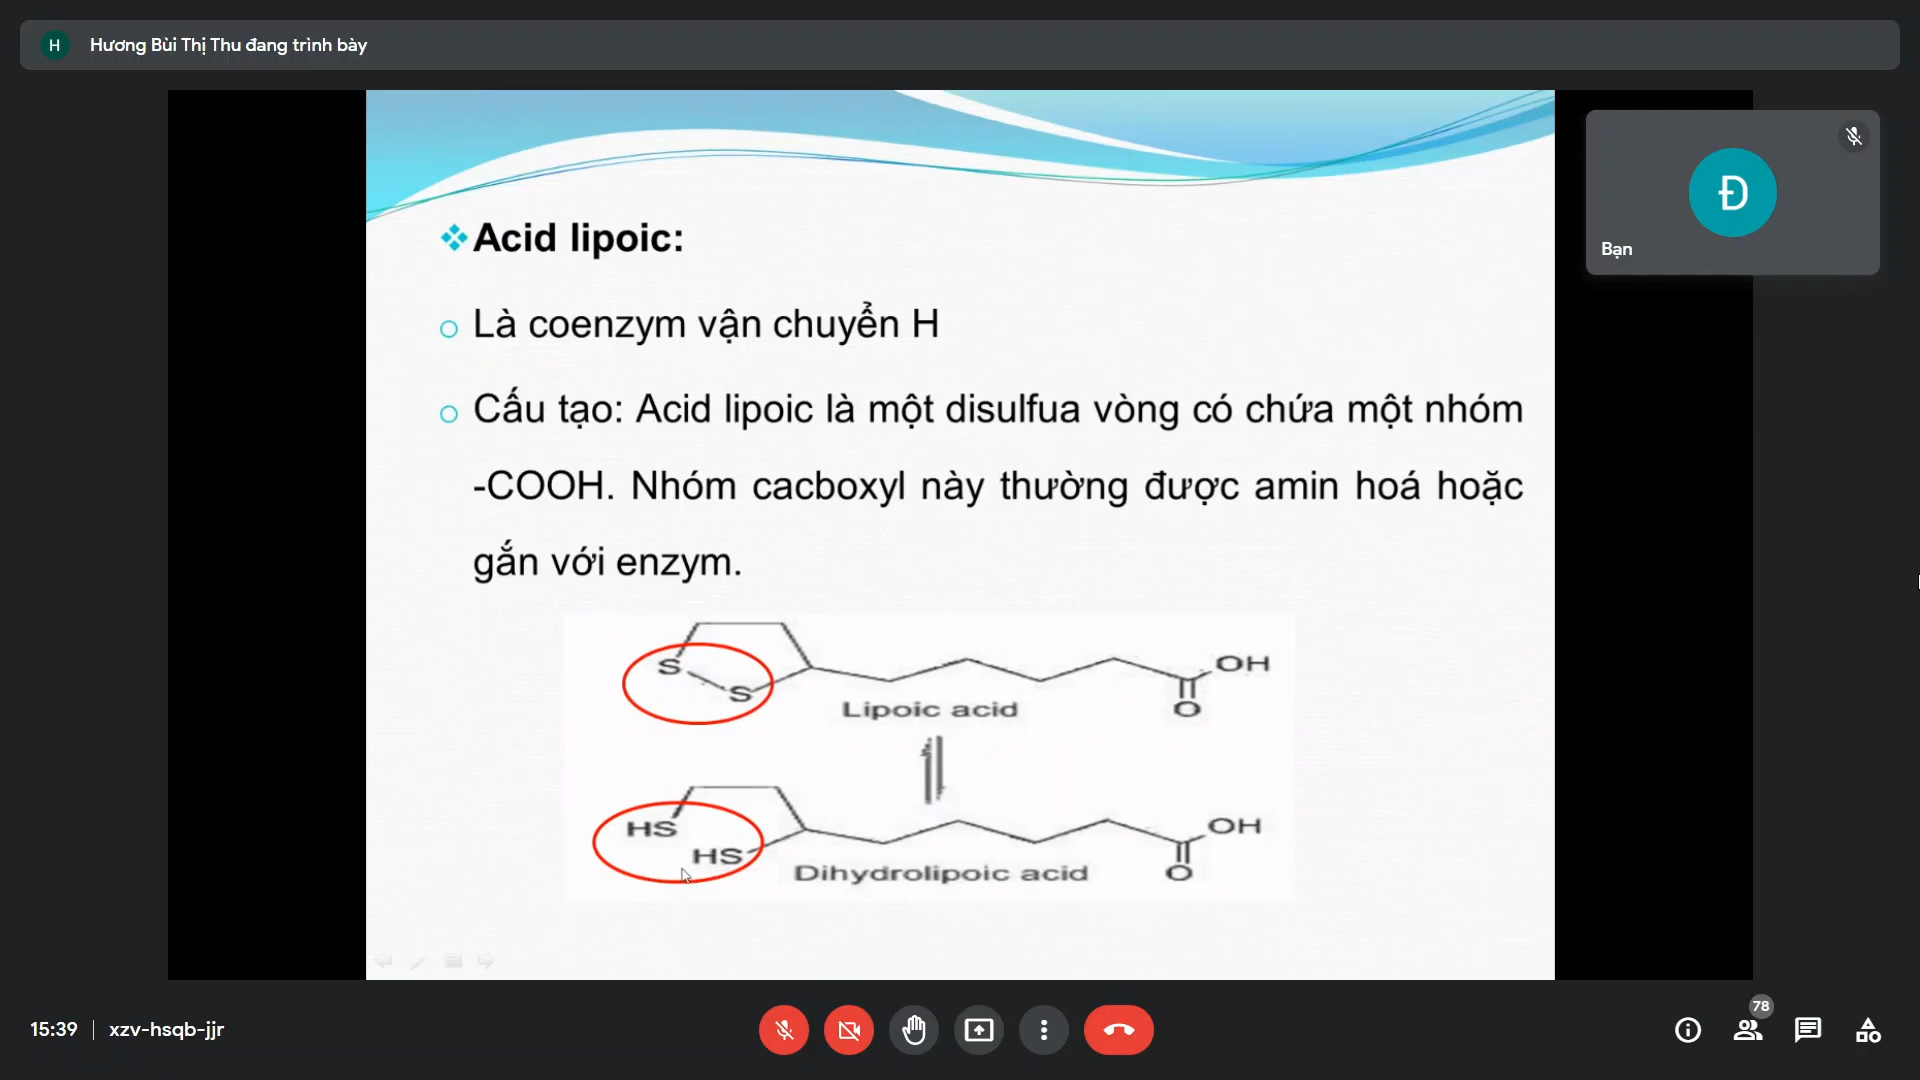 H Hương Bùi Thị Thu đang trình bày
Đ
Bạn
Acid lipoic:
Là coenzym vận chuyển H
Cấu tạo: Acid lipoic là một disulfua vòng có chứa một nhóm
-COOH. Nhóm cacboxyl này thường được amin hoá hoặc
gắn với enzym.
S
S
OH
O
Lipoic acid
HS
HS
OH
O
Dihydrolipoic acid
15:39 | xzv-hsqb-jjr
78